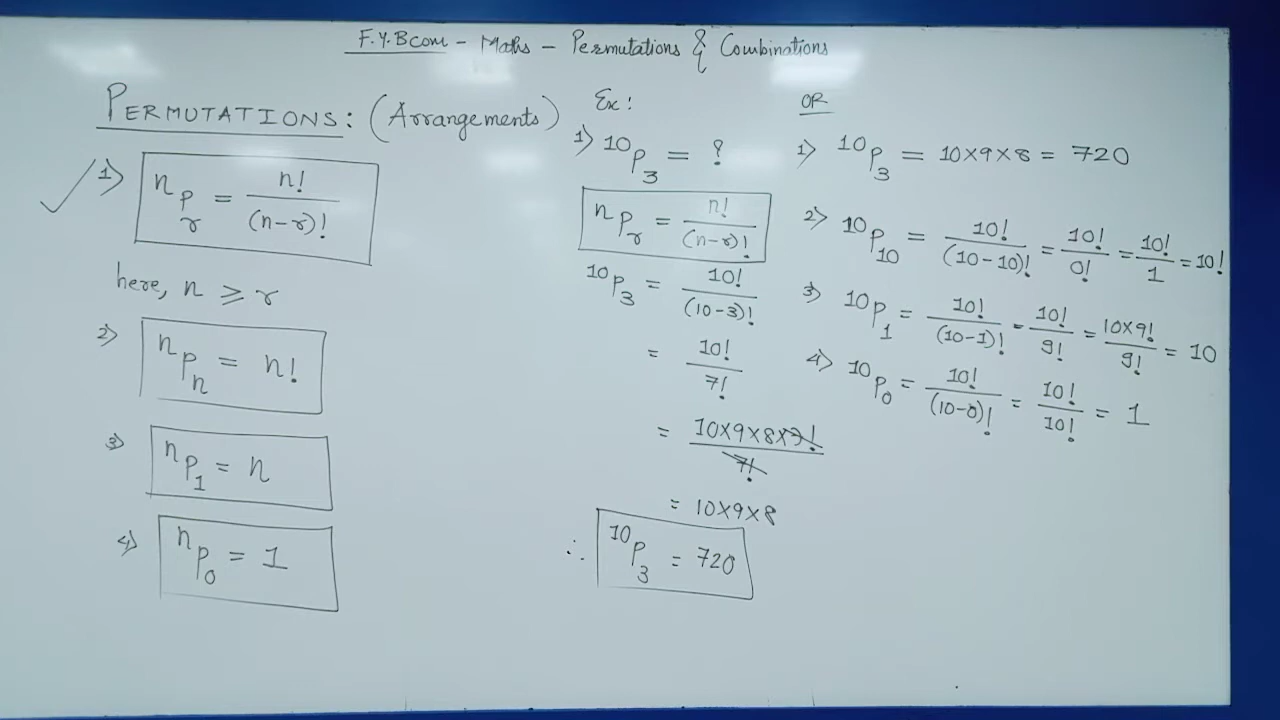 F.Y.Bcom - Maths - Permutations & Combinations
PERMUTATIONS: (Arrangements)
1) nPr = n! / (n-r)!
here, n ≥ r
2) nPn = n!
3) nP1 = n
4) nP0 = 1
Ex:
1) 10P3 = ?
nPr = n! / (n-r)!
10P3 = 10! / (10-3)!
= 10! / 7!
= 10×9×8×7! / 7!
= 10×9×8
∴ 10P3 = 720
OR
1) 10P3 = 10×9×8 = 720
2) 10P10 = 10! / (10-10)! = 10! / 0! = 10! / 1 = 10!
3) 10P1 = 10! / (10-1)! = 10! / 9! = 10×9! / 9! = 10
4) 10P0 = 10! / (10-0)! = 10! / 10! = 1